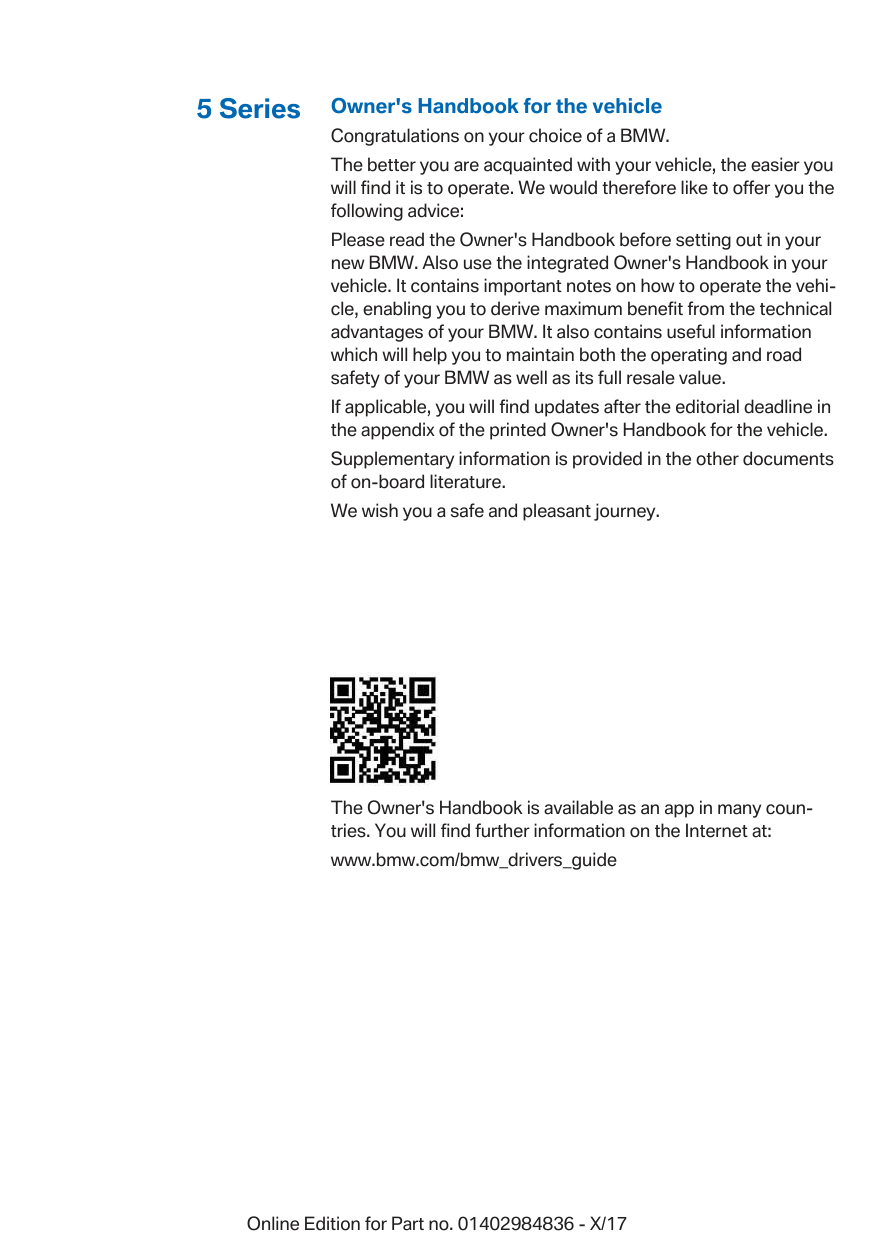 5 Series
Owner's Handbook for the vehicle
Congratulations on your choice of a BMW.
The better you are acquainted with your vehicle, the easier you
will find it is to operate. We would therefore like to offer you the
following advice:
Please read the Owner's Handbook before setting out in your
new BMW. Also use the integrated Owner's Handbook in your
vehicle. It contains important notes on how to operate the vehi-
cle, enabling you to derive maximum benefit from the technical
advantages of your BMW. It also contains useful information
which will help you to maintain both the operating and road
safety of your BMW as well as its full resale value.
If applicable, you will find updates after the editorial deadline in
the appendix of the printed Owner's Handbook for the vehicle.
Supplementary information is provided in the other documents
of on-board literature.
We wish you a safe and pleasant journey.
The Owner's Handbook is available as an app in many coun-
tries. You will find further information on the Internet at:
www.bmw.com/bmw_drivers_guide
Online Edition for Part no. 01402984836 - X/17